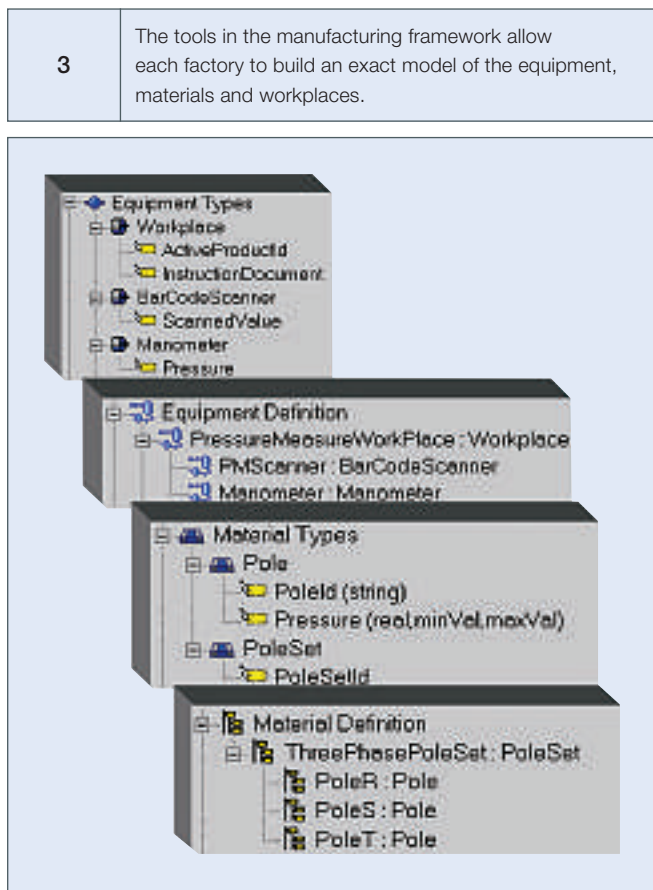 3
The tools in the manufacturing framework allow
each factory to build an exact model of the equipment,
materials and workplaces.
Equipment Types
Workplace
ActiveProductId
InstructionDocument
BarCodeScanner
ScannedValue
Manometer
Pressure
Equipment Definition
PressureMeasureWorkPlace : Workplace
PMScanner : BarCodeScanner
Manometer : Manometer
Material Types
Pole
PoleId (string)
Pressure (real,minVal,maxVal)
PoleSet
PoleSetId
Material Definition
ThreePhasePoleSet : PoleSet
PoleR : Pole
PoleS : Pole
PoleT : Pole